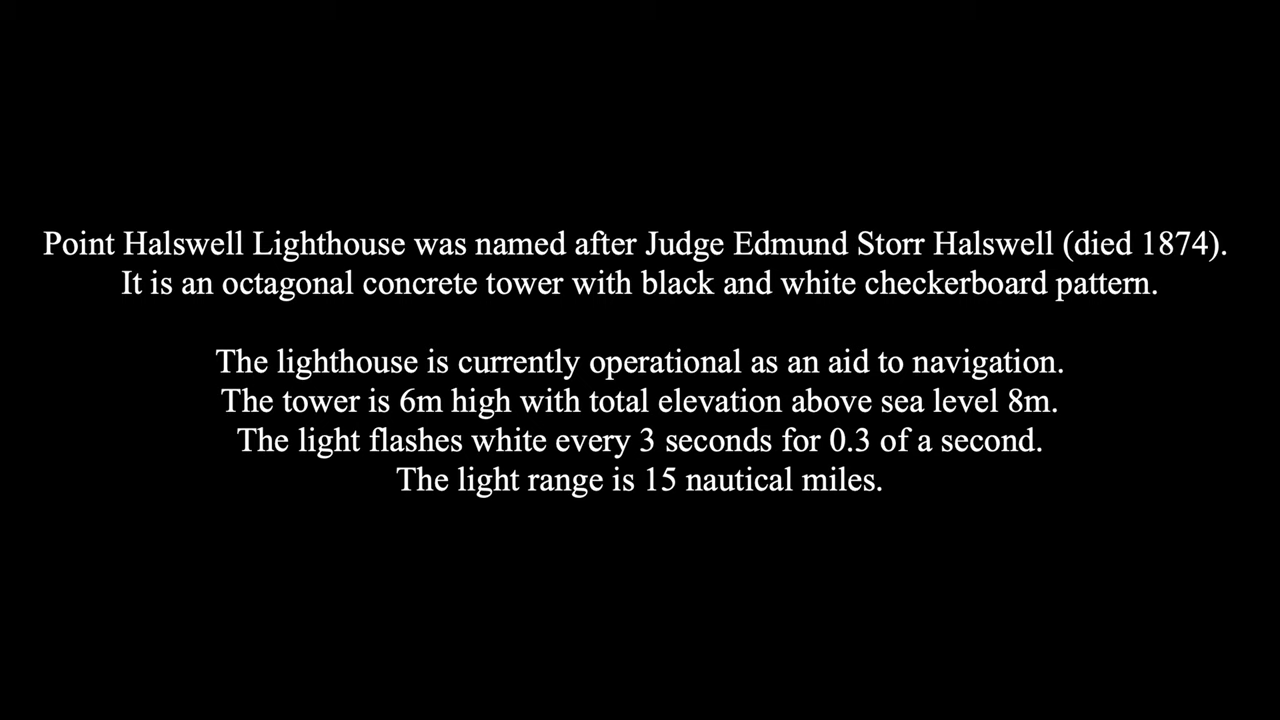 Point Halswell Lighthouse was named after Judge Edmund Storr Halswell (died 1874).
It is an octagonal concrete tower with black and white checkerboard pattern.
The lighthouse is currently operational as an aid to navigation.
The tower is 6m high with total elevation above sea level 8m.
The light flashes white every 3 seconds for 0.3 of a second.
The light range is 15 nautical miles.